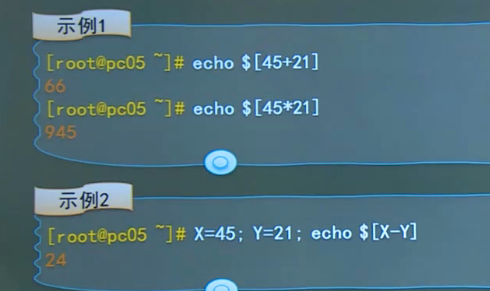 示例1
[root@pc05 ~]# echo $[45+21]
66
[root@pc05 ~]# echo $[45*21]
945
示例2
[root@pc05 ~]# X=45; Y=21; echo $[X-Y]
24